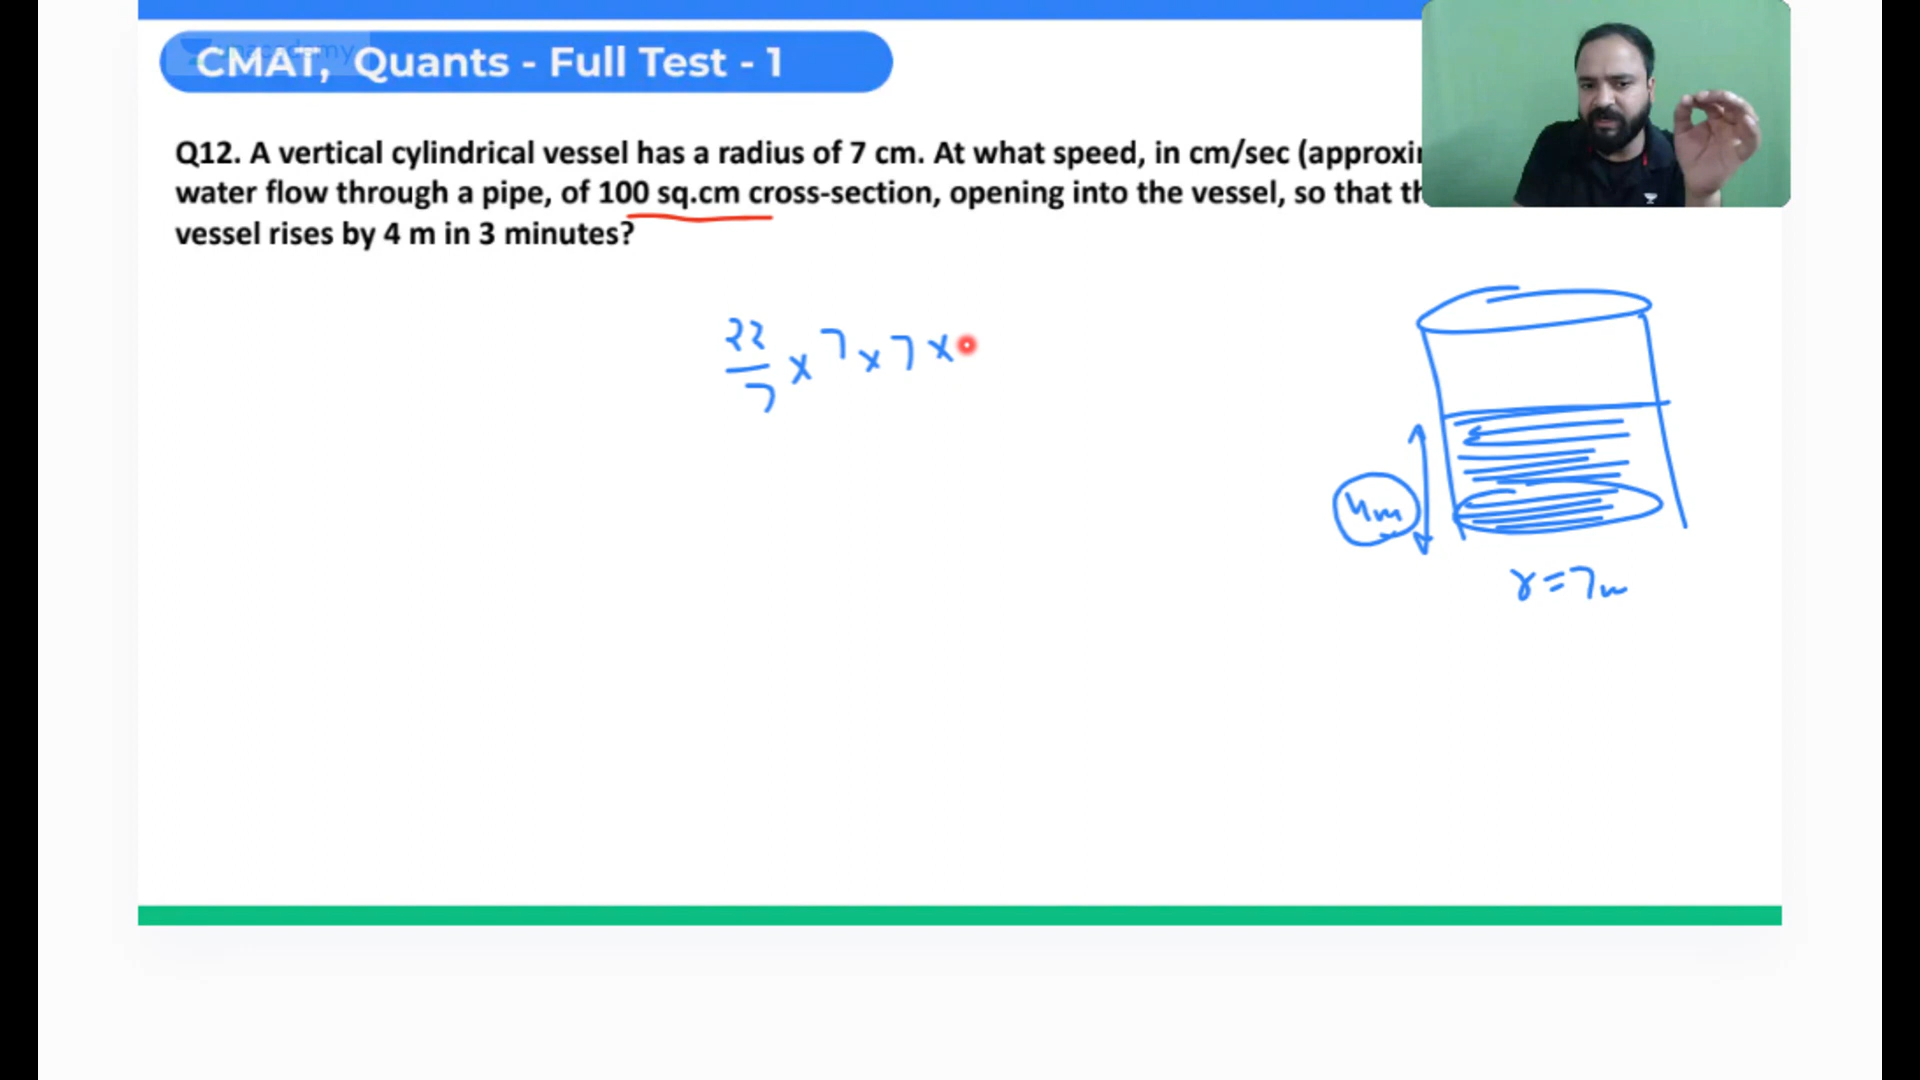 CMAT, Quants - Full Test - 1
Q12. A vertical cylindrical vessel has a radius of 7 cm. At what speed, in cm/sec
water flow through a pipe, of 100 sq.cm cross-section, opening into the vessel, so that
vessel rises by 4 m in 3 minutes?
22
7
× 7 × 7 ×
4m
r = 7m